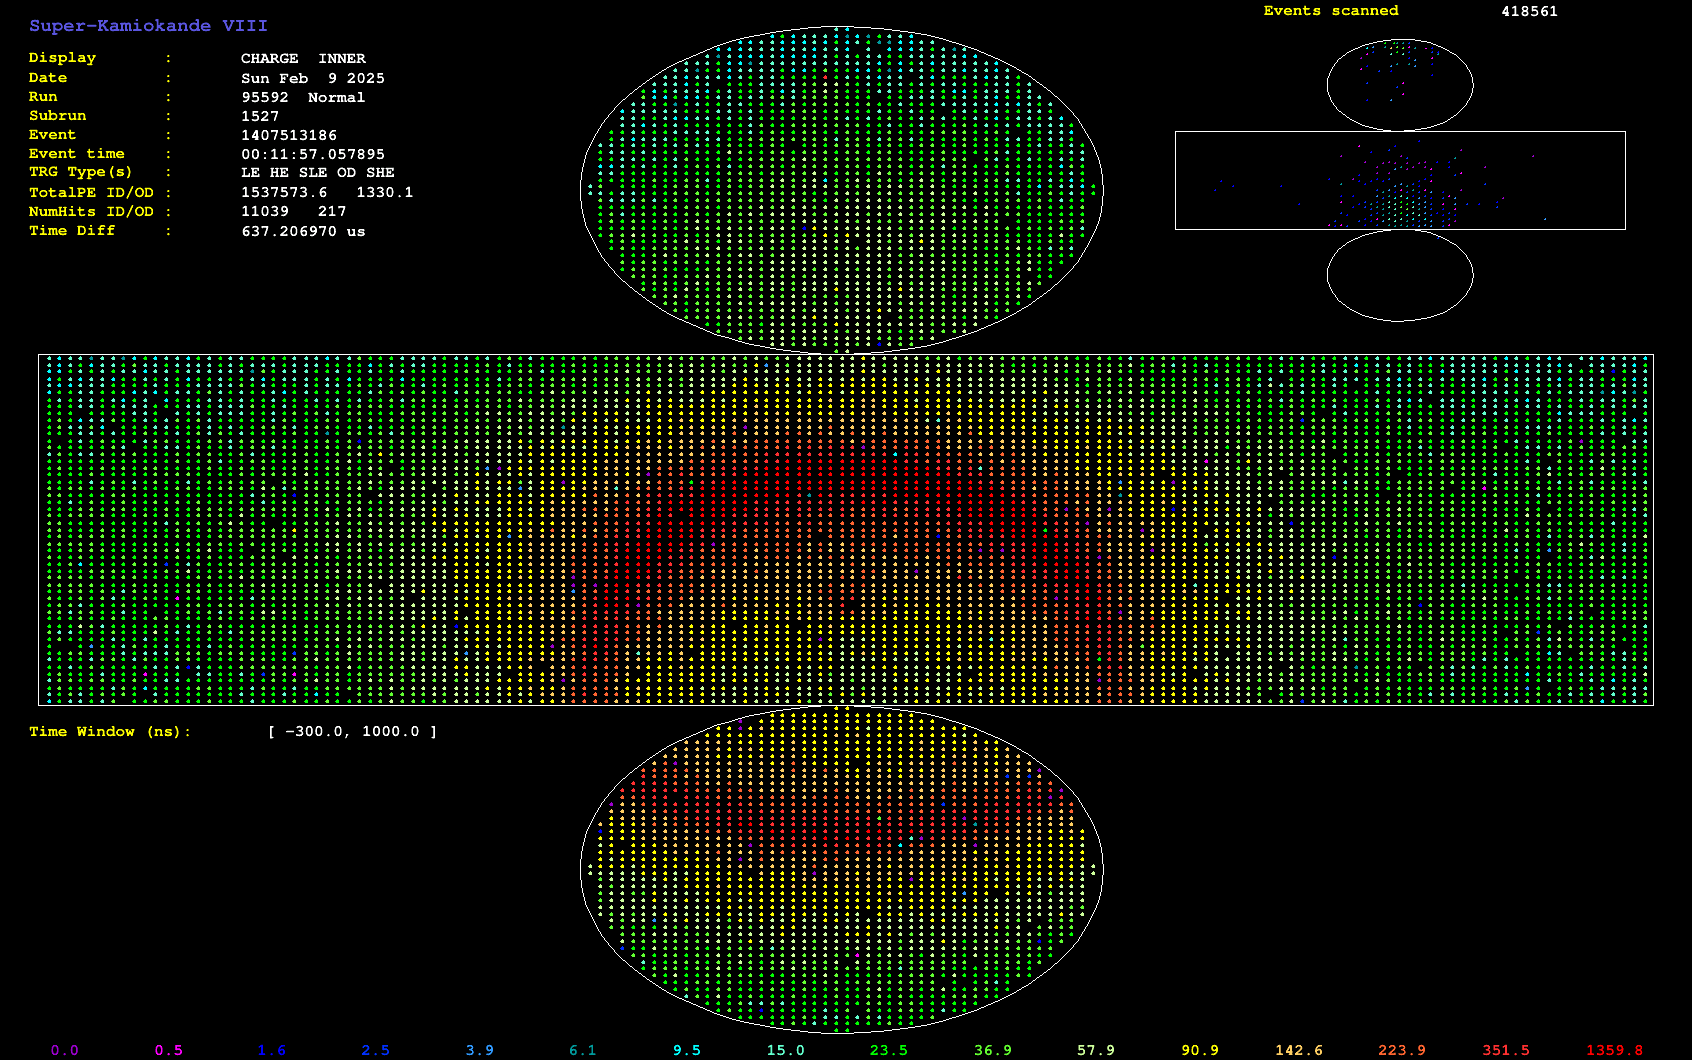 Super-Kamiokande VIII
Events scanned 418561
Display : CHARGE INNER
Date : Sun Feb 9 2025
Run : 95592 Normal
Subrun : 1527
Event : 1407513186
Event time : 00:11:57.057895
TRG Type(s) : LE HE SLE OD SHE
TotalPE ID/OD : 1537573.6 1330.1
NumHits ID/OD : 11039 217
Time Diff : 637.206970 us
Time Window (ns): [ -300.0, 1000.0 ]
0.0 0.5 1.6 2.5 3.9 6.1 9.5 15.0 23.5 36.9 57.9 90.9 142.6 223.9 351.5 1359.8